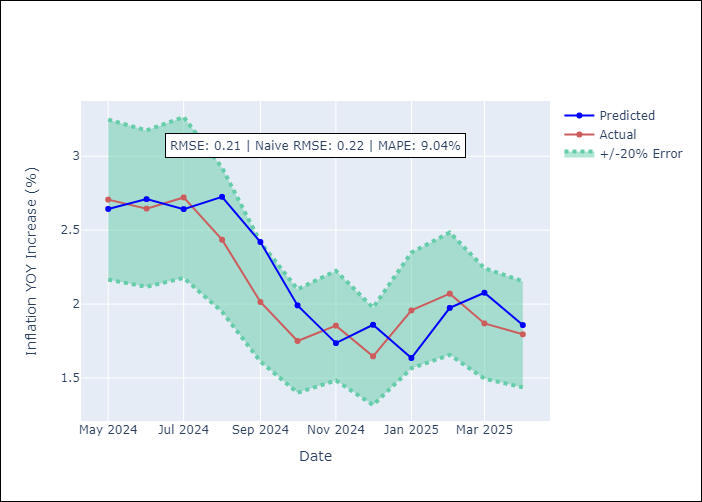 RMSE: 0.21 | Naive RMSE: 0.22 | MAPE: 9.04%
Predicted
Actual
+/-20% Error
Inflation YOY Increase (%)
3
2.5
2
1.5
May 2024 Jul 2024 Sep 2024 Nov 2024 Jan 2025 Mar 2025
Date